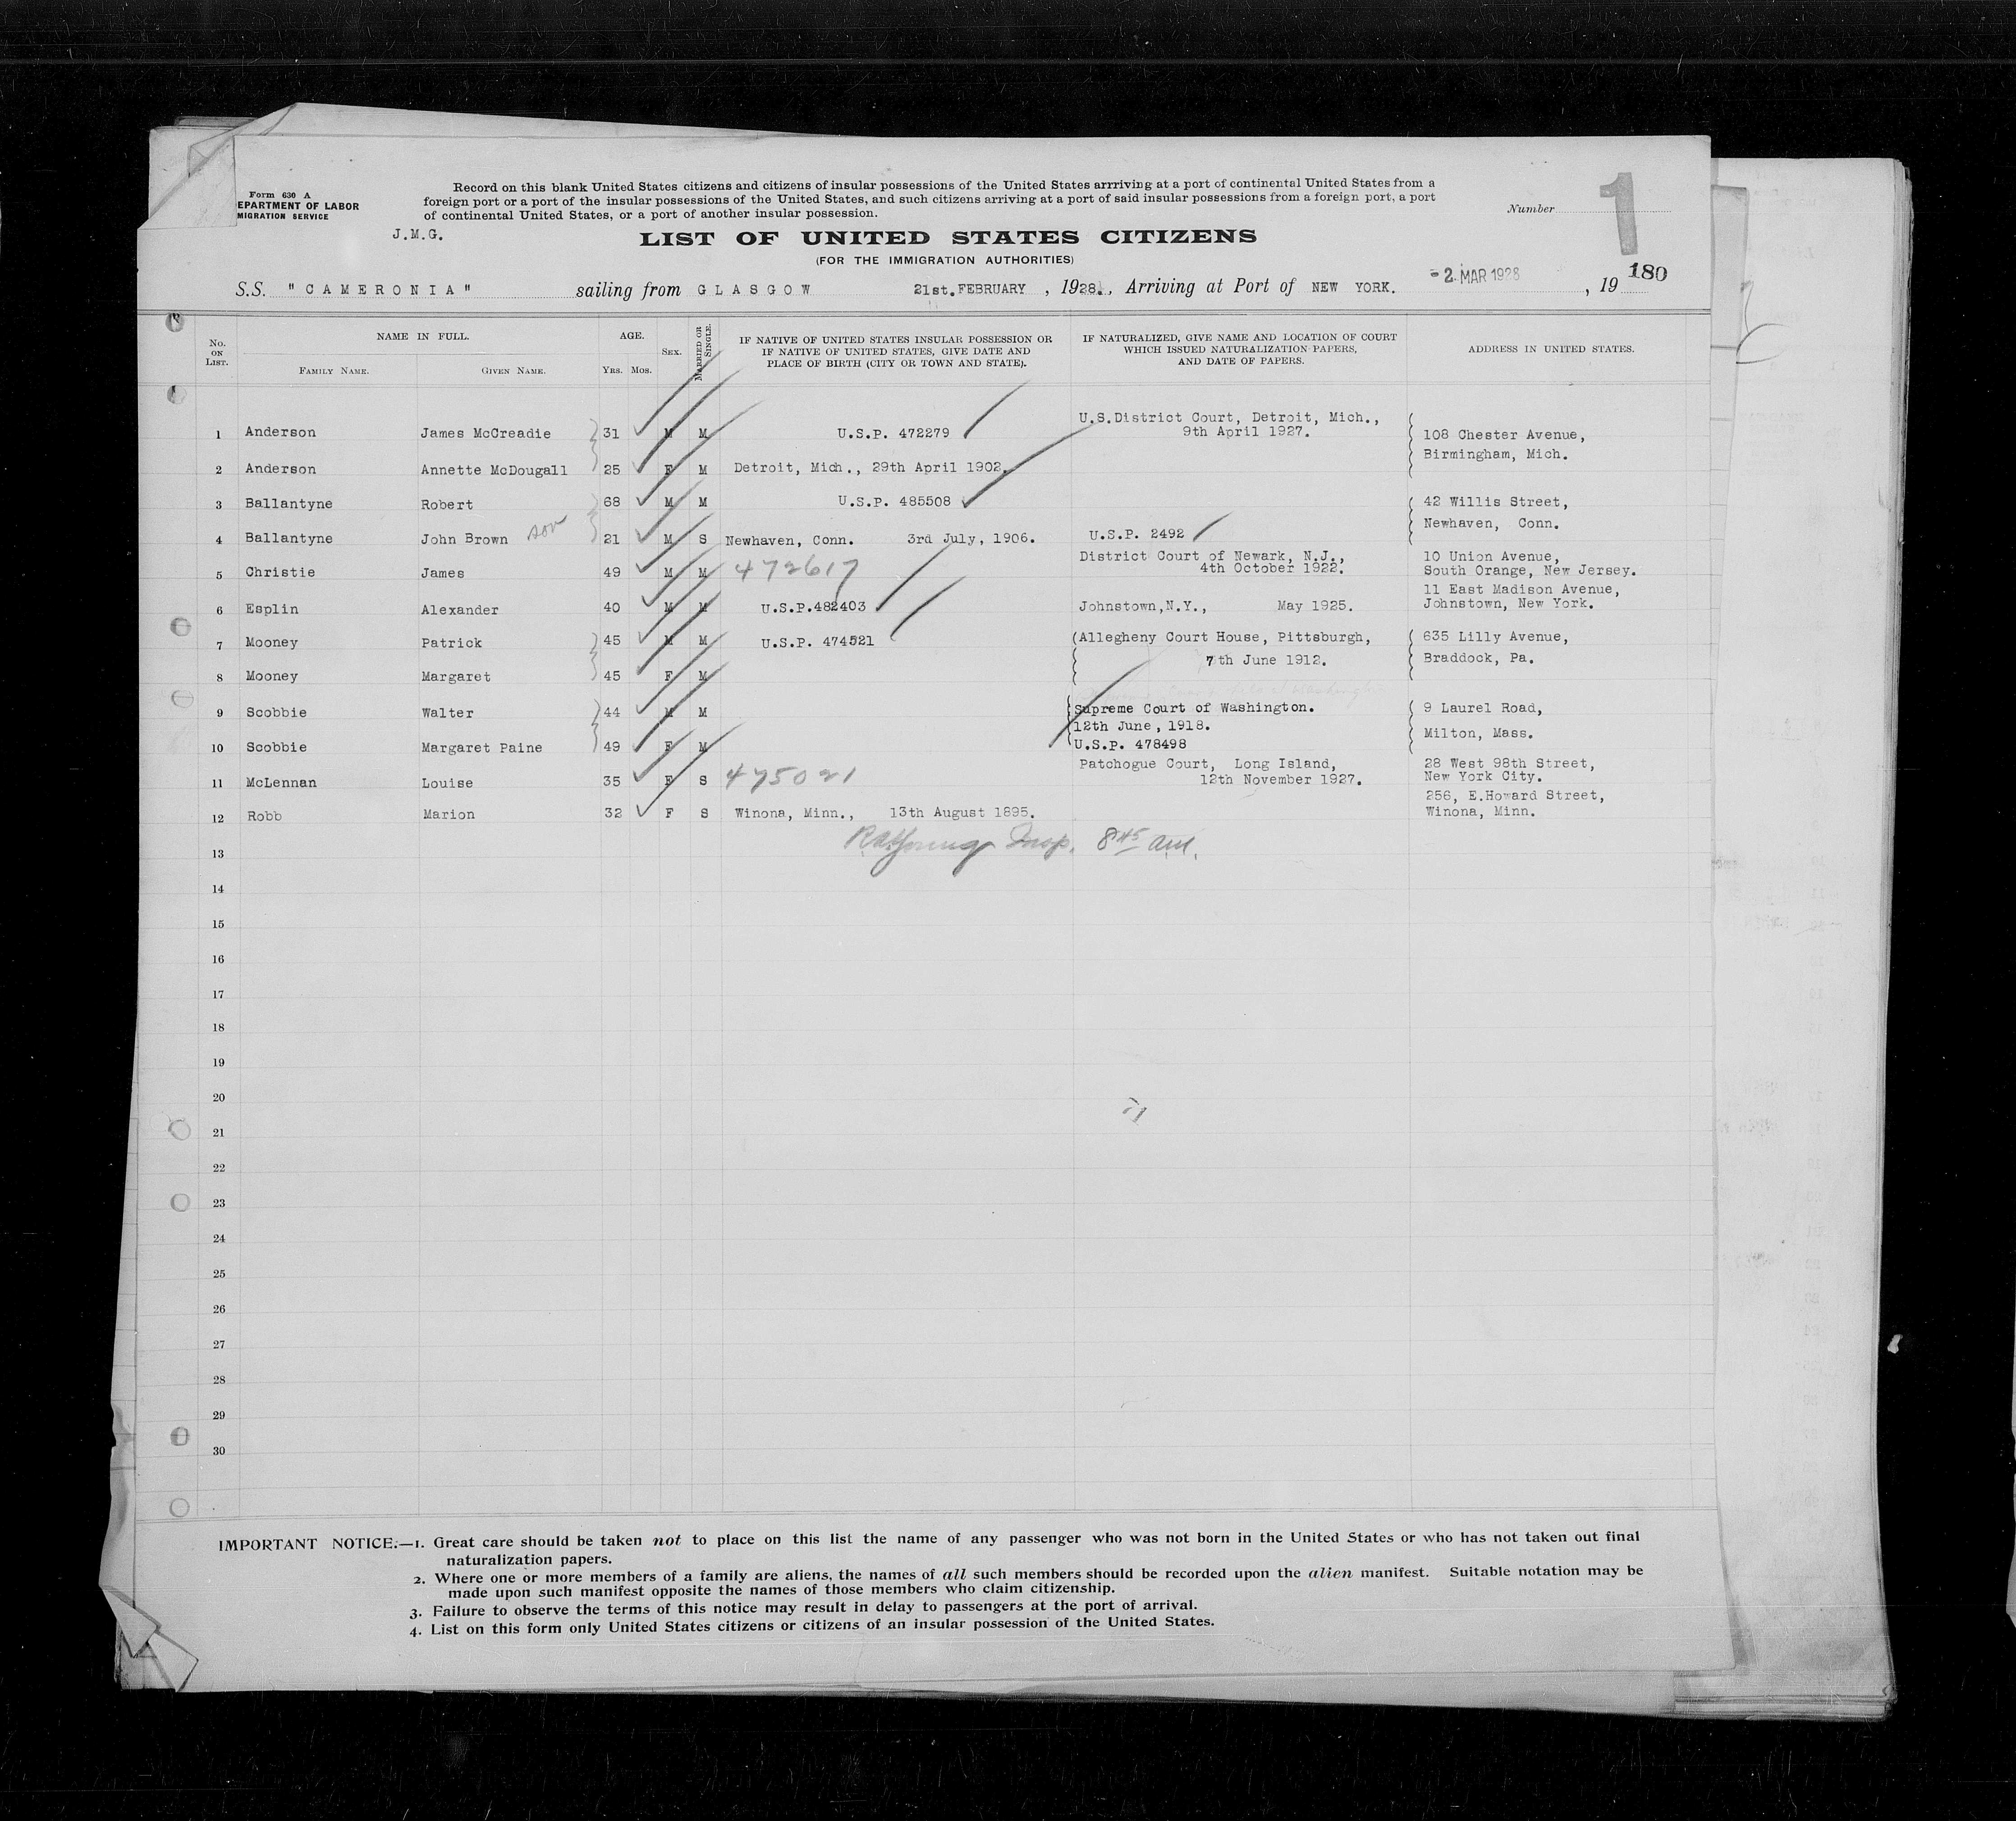 Form 630 A
EPARTMENT OF LABOR
MIGRATION SERVICE
J.M.G.
Record on this blank United States citizens and citizens of insular possessions of the United States arrriving at a port of continental United States from a
foreign port or a port of the insular possessions of the United States, and such citizens arriving at a port of said insular possessions from a foreign port, a port
of continental United States, or a port of another insular possession.
Number 1
LIST OF UNITED STATES CITIZENS
(FOR THE IMMIGRATION AUTHORITIES)
S.S. "CAMERONIA" sailing from GLASGOW 21st. FEBRUARY , 1928., Arriving at Port of NEW YORK. -2 MAR 1928 , 19 180
No. ON LIST.
NAME IN FULL.
FAMILY NAME. GIVEN NAME.
AGE.
YRS. MOS.
SEX.
MARRIED OR SINGLE.
IF NATIVE OF UNITED STATES INSULAR POSSESSION OR
IF NATIVE OF UNITED STATES, GIVE DATE AND
PLACE OF BIRTH (CITY OR TOWN AND STATE).
IF NATURALIZED, GIVE NAME AND LOCATION OF COURT
WHICH ISSUED NATURALIZATION PAPERS,
AND DATE OF PAPERS.
ADDRESS IN UNITED STATES.
1 Anderson James McCreadie 31 M M U.S.P. 472279 U.S.District Court, Detroit, Mich.,
9th April 1927. 108 Chester Avenue,
Birmingham, Mich.
2 Anderson Annette McDougall 25 F M Detroit, Mich., 29th April 1902.
3 Ballantyne Robert 68 M M U.S.P. 485508 42 Willis Street,
Newhaven, Conn.
4 Ballantyne John Brown son 21 M S Newhaven, Conn. 3rd July, 1906. U.S.P. 2492
5 Christie James 49 M M 472617 District Court of Newark, N.J.,
4th October 1922. 10 Union Avenue,
South Orange, New Jersey.
6 Esplin Alexander 40 M M U.S.P.482403 Johnstown,N.Y., May 1925. 11 East Madison Avenue,
Johnstown, New York.
7 Mooney Patrick 45 M M U.S.P. 474521 (Allegheny Court House, Pittsburgh,
7th June 1912. 635 Lilly Avenue,
Braddock, Pa.
8 Mooney Margaret 45 F M
9 Scobbie Walter 44 M M Supreme Court of Washington.
12th June, 1918. 9 Laurel Road,
Milton, Mass.
10 Scobbie Margaret Paine 49 F M U.S.P. 478498
11 McLennan Louise 35 F S 475021 Patchogue Court, Long Island,
12th November 1927. 28 West 98th Street,
New York City.
12 Robb Marion 32 F S Winona, Minn., 13th August 1895. 256, E.Howard Street,
Winona, Minn.
Insp. 8 45 am.
13
14
15
16
17
18
19
20
21
22
23
24
25
26
27
28
29
30
IMPORTANT NOTICE.—1. Great care should be taken not to place on this list the name of any passenger who was not born in the United States or who has not taken out final
naturalization papers.
2. Where one or more members of a family are aliens, the names of all such members should be recorded upon the alien manifest. Suitable notation may be
made upon such manifest opposite the names of those members who claim citizenship.
3. Failure to observe the terms of this notice may result in delay to passengers at the port of arrival.
4. List on this form only United States citizens or citizens of an insular possession of the United States.